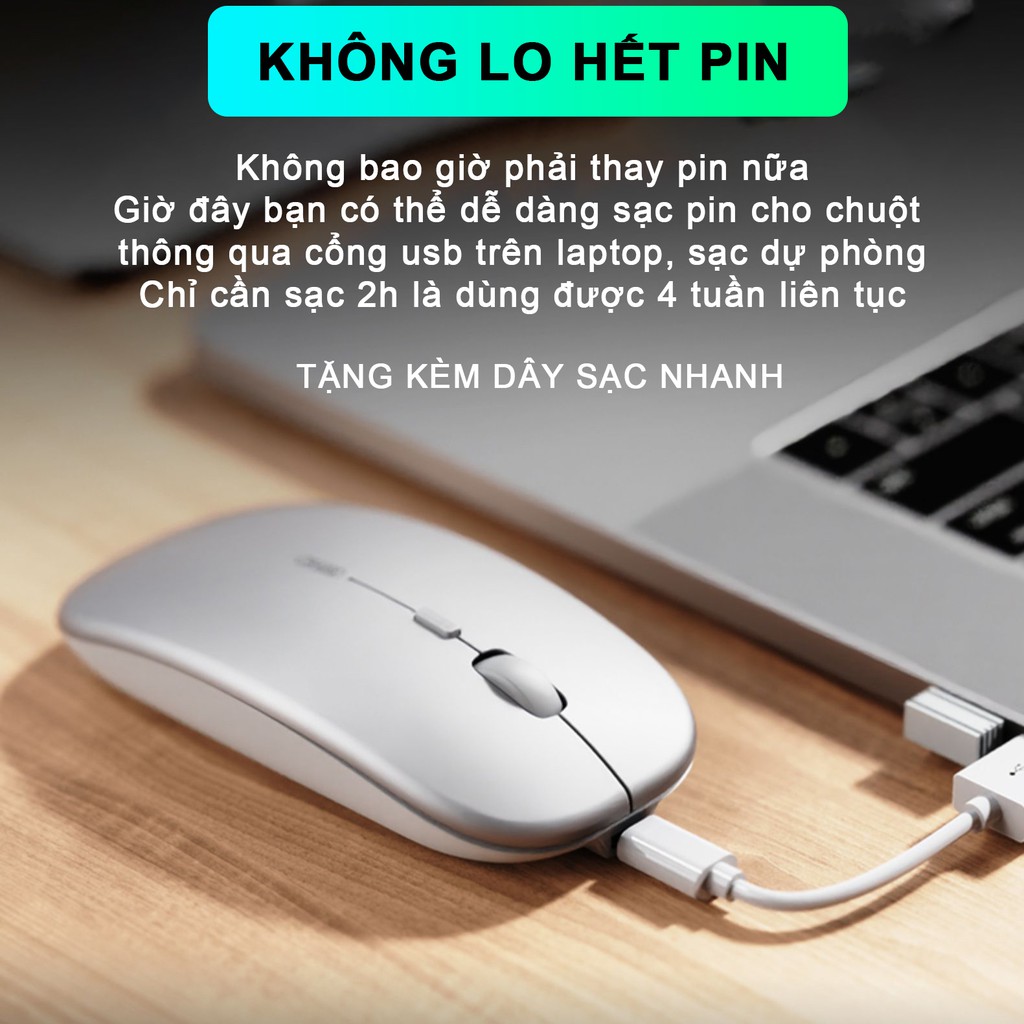 KHÔNG LO HẾT PIN
Không bao giờ phải thay pin nữa
Giờ đây bạn có thể dễ dàng sạc pin cho chuột
thông qua cổng usb trên laptop, sạc dự phòng
Chỉ cần sạc 2h là dùng được 4 tuần liên tục
TẶNG KÈM DÂY SẠC NHANH